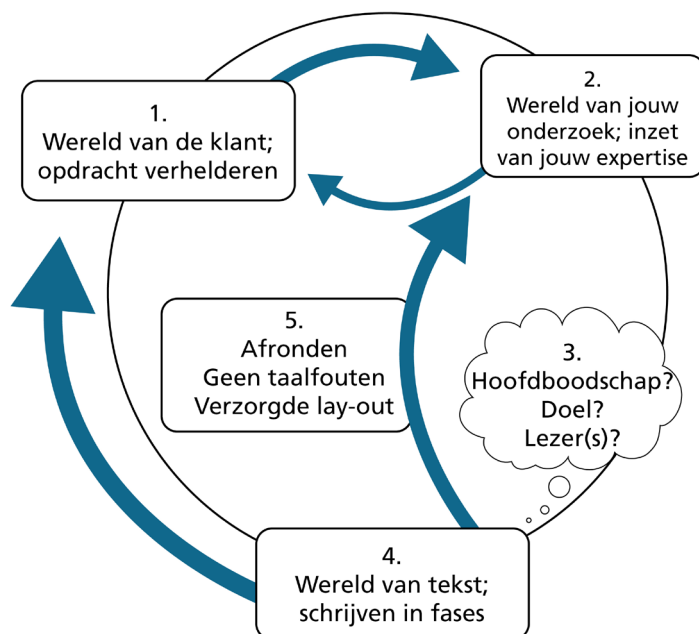 1.
Wereld van de klant;
opdracht verhelderen
2.
Wereld van jouw
onderzoek; inzet
van jouw expertise
3.
Hoofdboodschap?
Doel?
Lezer(s)?
4.
Wereld van tekst;
schrijven in fases
5.
Afronden
Geen taalfouten
Verzorgde lay-out